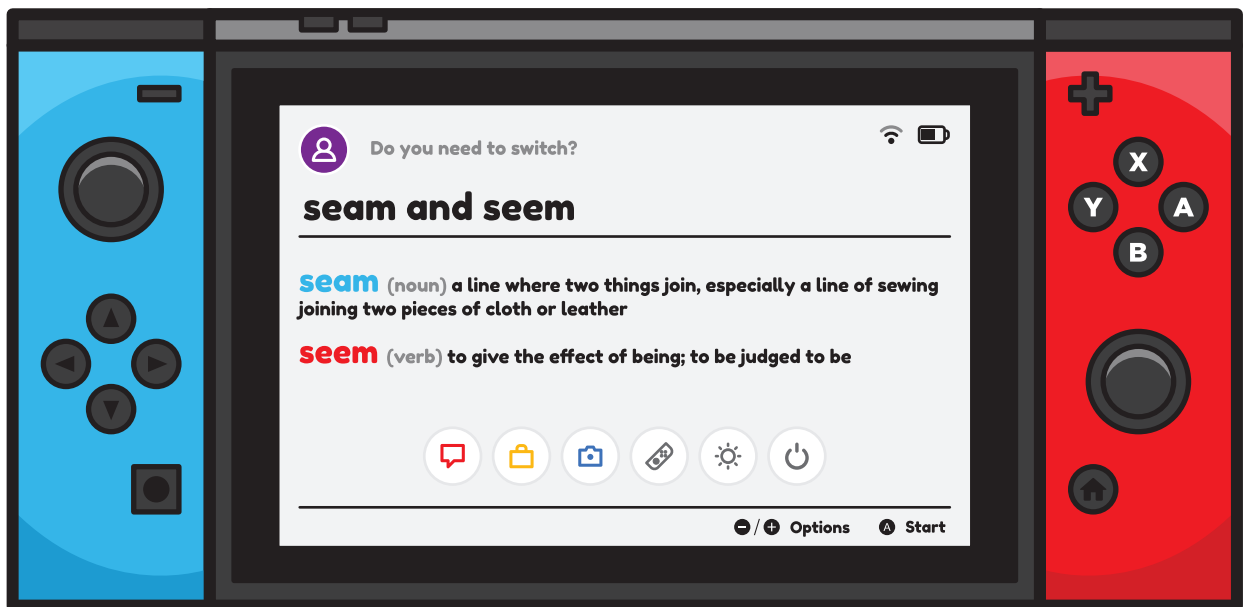 Do you need to switch?
seam and seem
seam (noun) a line where two things join, especially a line of sewing
joining two pieces of cloth or leather
seem (verb) to give the effect of being; to be judged to be
X
Y A
B
-/+ Options A Start